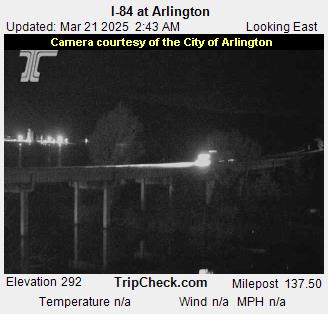 I-84 at Arlington
Updated: Mar 21 2025 2:43 AM Looking East
Camera courtesy of the City of Arlington
Elevation 292 TripCheck.com Milepost 137.50
Temperature n/a Wind n/a MPH n/a